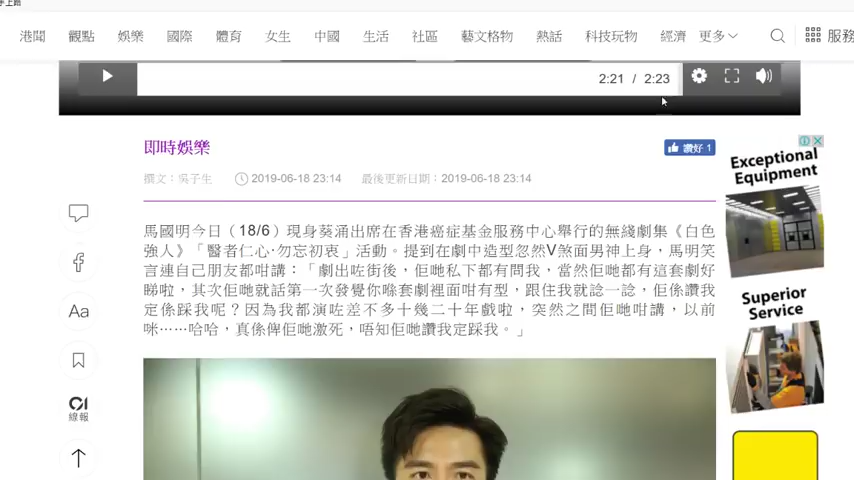 港聞 觀點 娛樂 國際 體育 女生 中國 生活 社區 藝文格物 熱話 科技玩物 經濟 更多 服務
2:21 / 2:23
即時娛樂
讚好 1
撰文：吳子生 2019-06-18 23:14 最後更新日期：2019-06-18 23:14
馬國明今日（18/6）現身葵涌出席在香港癌症基金服務中心舉行的無綫劇集《白色
強人》「醫者仁心‧勿忘初衷」活動。提到在劇中造型忽然V煞面男神上身，馬明笑
言連自己朋友都咁講：「劇出咗街後，佢哋私下都有問我，當然佢哋都有這套劇好
睇啦，其次佢哋就話第一次發覺你喺套劇裡面咁有型，跟住我就諗一諗，佢係讚我
定係踩我呢？因為我都演咗差不多十幾二十年戲啦，突然之間佢哋咁講，以前
咪⋯⋯哈哈，真係俾佢哋激死，唔知佢哋讚我定踩我。」
Aa
01
線報
Exceptional
Equipment
Superior
Service